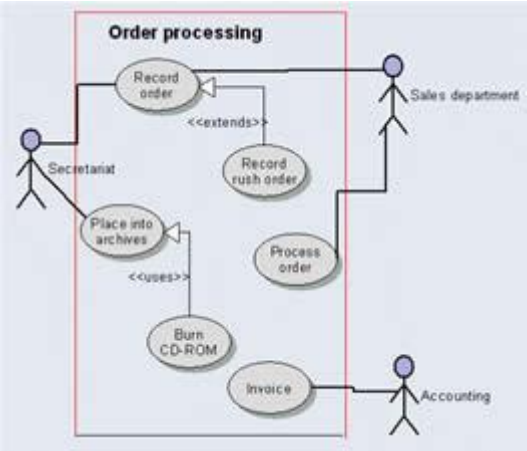 Order processing
Record
order
Sales department
<<extends>>
Secretariat
Record
rush order
Place into
archives
Process
order
<<uses>>
Burn
CD-ROM
Invoice
Accounting